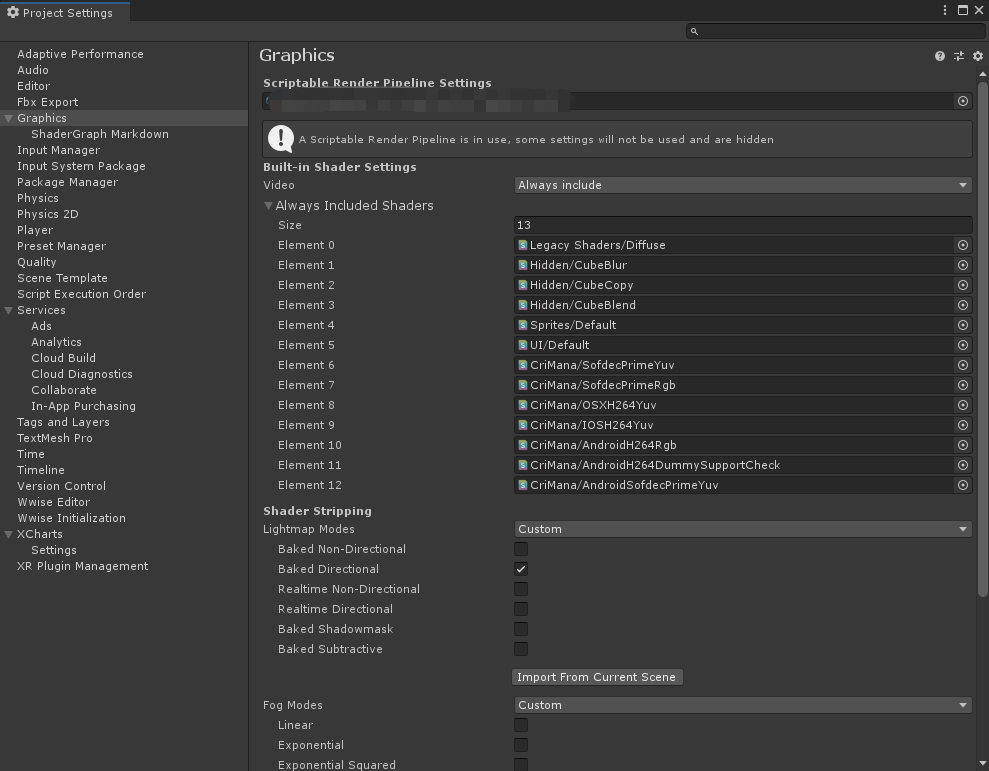 Project Settings
Adaptive Performance
Audio
Editor
Fbx Export
Graphics
ShaderGraph Markdown
Input Manager
Input System Package
Package Manager
Physics
Physics 2D
Player
Preset Manager
Quality
Scene Template
Script Execution Order
Services
Ads
Analytics
Cloud Build
Cloud Diagnostics
Collaborate
In-App Purchasing
Tags and Layers
TextMesh Pro
Time
Timeline
Version Control
Wwise Editor
Wwise Initialization
XCharts
Settings
XR Plugin Management
Graphics
Scriptable Render Pipeline Settings
A Scriptable Render Pipeline is in use, some settings will not be used and are hidden
Built-in Shader Settings
Video Always include
Always Included Shaders
Size 13
Element 0 Legacy Shaders/Diffuse
Element 1 Hidden/CubeBlur
Element 2 Hidden/CubeCopy
Element 3 Hidden/CubeBlend
Element 4 Sprites/Default
Element 5 UI/Default
Element 6 CriMana/SofdecPrimeYuv
Element 7 CriMana/SofdecPrimeRgb
Element 8 CriMana/OSXH264Yuv
Element 9 CriMana/IOSH264Yuv
Element 10 CriMana/AndroidH264Rgb
Element 11 CriMana/AndroidH264DummySupportCheck
Element 12 CriMana/AndroidSofdecPrimeYuv
Shader Stripping
Lightmap Modes Custom
Baked Non-Directional
Baked Directional
Realtime Non-Directional
Realtime Directional
Baked Shadowmask
Baked Subtractive
Import From Current Scene
Fog Modes Custom
Linear
Exponential
Exponential Squared